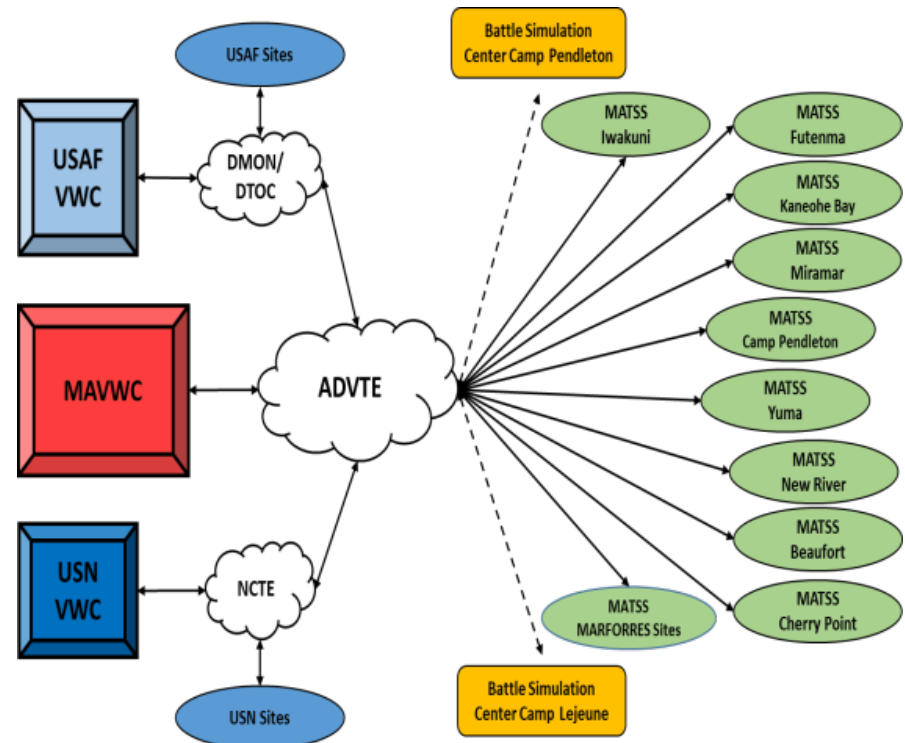 USAF Sites
Battle Simulation
Center Camp Pendleton
USAF
VWC
DMON/
DTOC
MATSS
Iwakuni
MATSS
Futenma
MATSS
Kaneohe Bay
MATSS
Miramar
MAVWC
ADVTE
MATSS
Camp Pendleton
MATSS
Yuma
MATSS
New River
USN
VWC
NCTE
MATSS
Beaufort
MATSS
MARFORRES Sites
MATSS
Cherry Point
USN Sites
Battle Simulation
Center Camp Lejeune